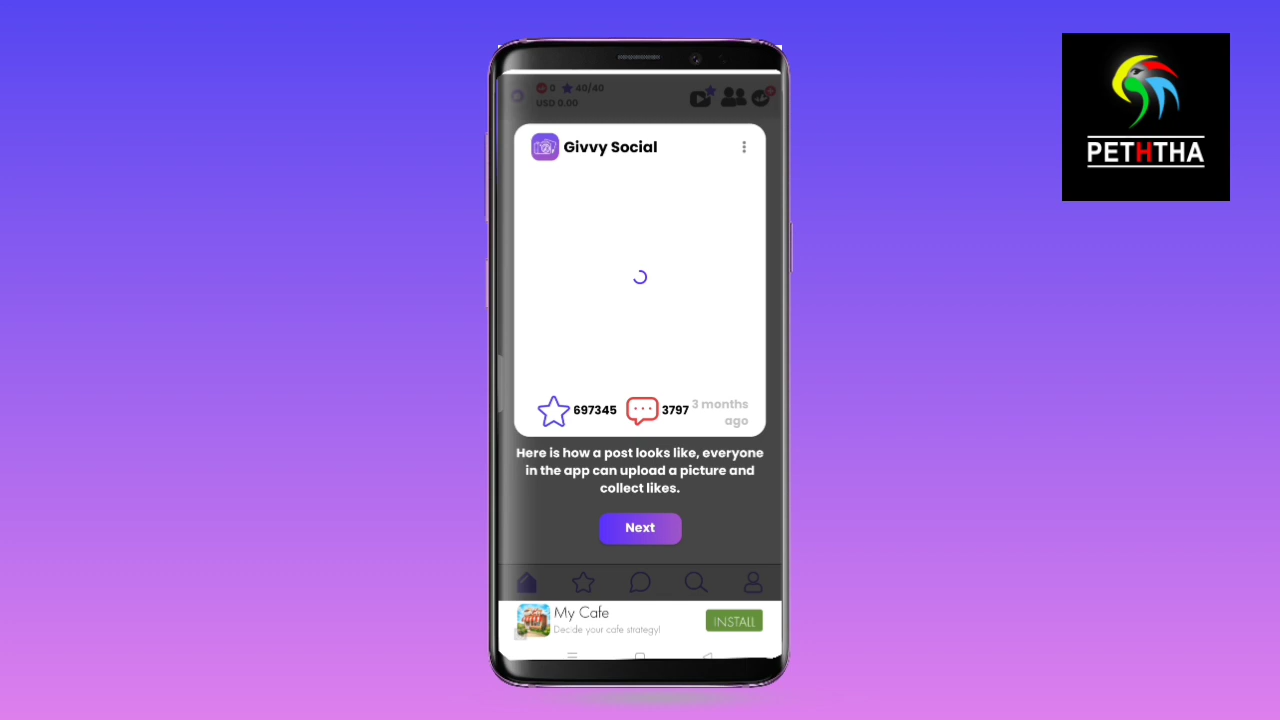 0 40/40
USD 0.00
Givvy Social
697345 3797 3 months
ago
Here is how a post looks like, everyone
in the app can upload a picture and
collect likes.
Next
My Cafe
Decide your cafe strategy!
INSTALL
PETHTHA